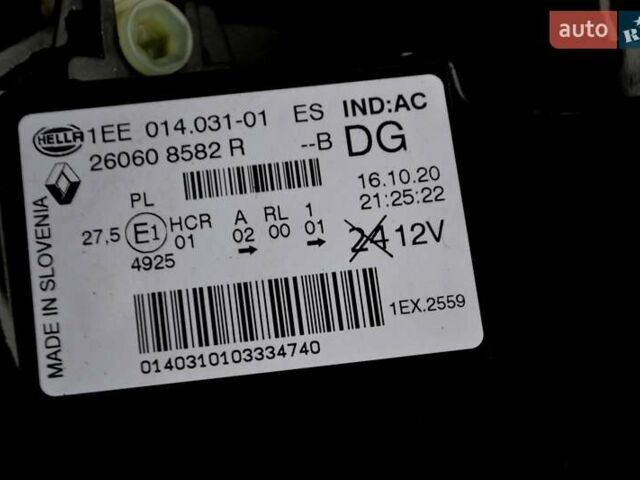 auto
HELLA 1EE 014.031-01 ES IND:AC
26060 8582 R --B DG
16.10.20
21:25:22
PL
27,5 E1 HCR 01 A 02 RL 00 1 01 24 12V
4925
1EX.2559
0140310103334740
MADE IN SLOVENIA